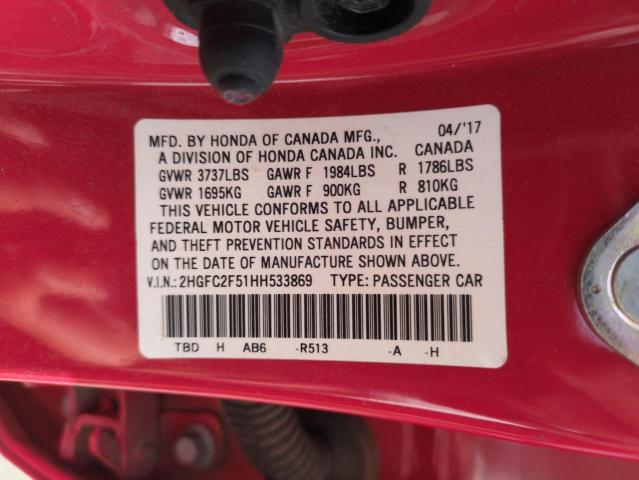 MFD. BY HONDA OF CANADA MFG., 04/'17
A DIVISION OF HONDA CANADA INC. CANADA
GVWR 3737LBS GAWR F 1984LBS R 1786LBS
GVWR 1695KG GAWR F 900KG R 810KG
THIS VEHICLE CONFORMS TO ALL APPLICABLE
FEDERAL MOTOR VEHICLE SAFETY, BUMPER,
AND THEFT PREVENTION STANDARDS IN EFFECT
ON THE DATE OF MANUFACTURE SHOWN ABOVE.
V.I.N.: 2HGFC2F51HH533869 TYPE: PASSENGER CAR
TBD H AB6 -R513 -A -H